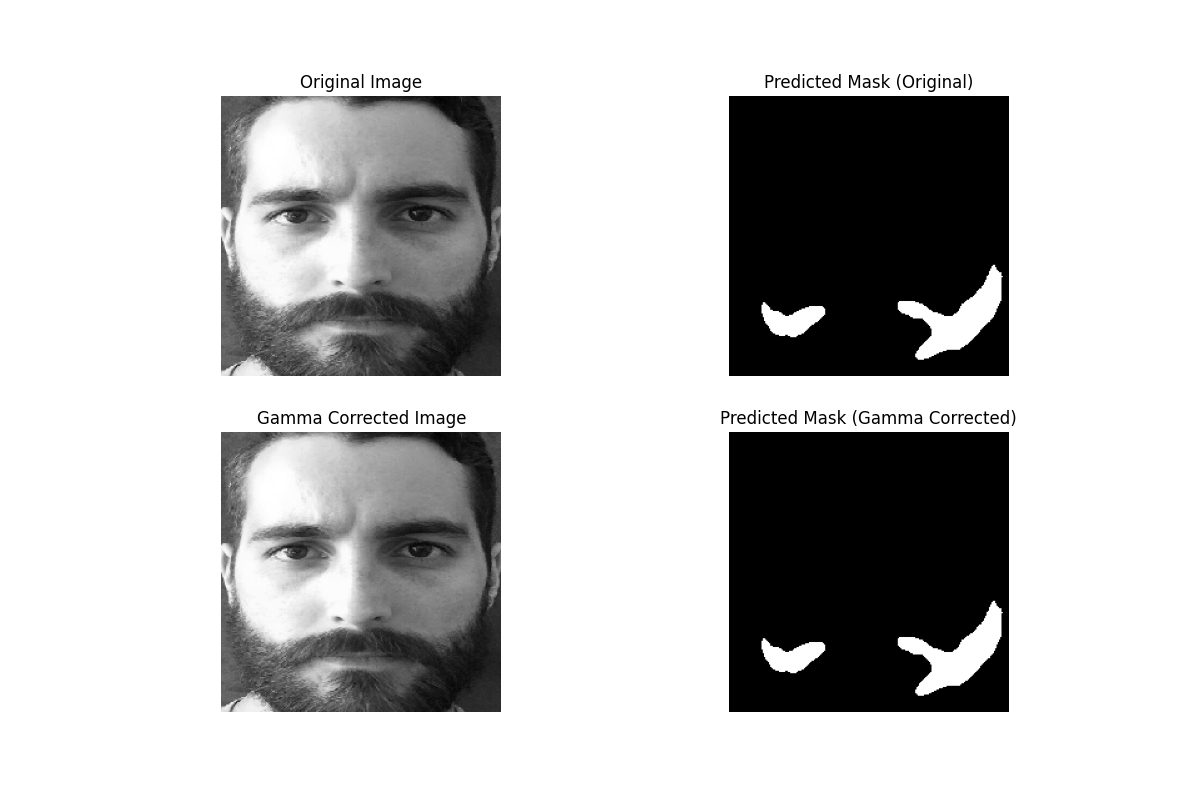 Original Image
Predicted Mask (Original)
Gamma Corrected Image
Predicted Mask (Gamma Corrected)